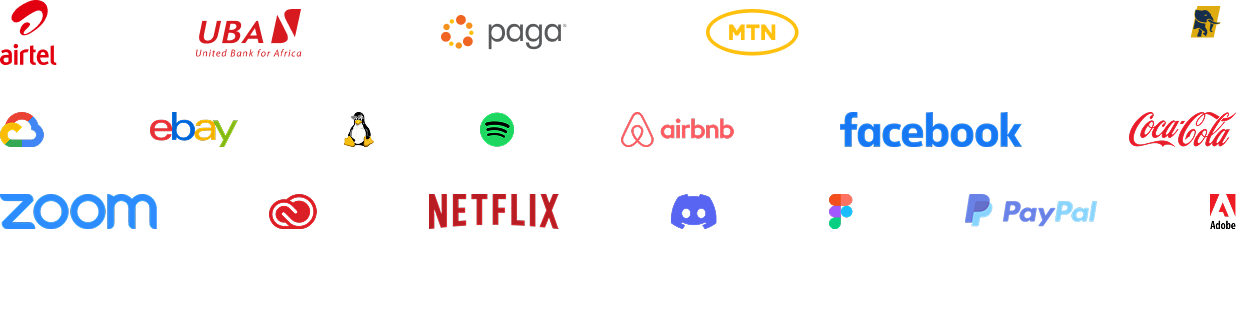 airtel
UBA
United Bank for Africa
paga
MTN
ebay
airbnb
facebook
Coca-Cola
zoom
NETFLIX
PayPal
Adobe